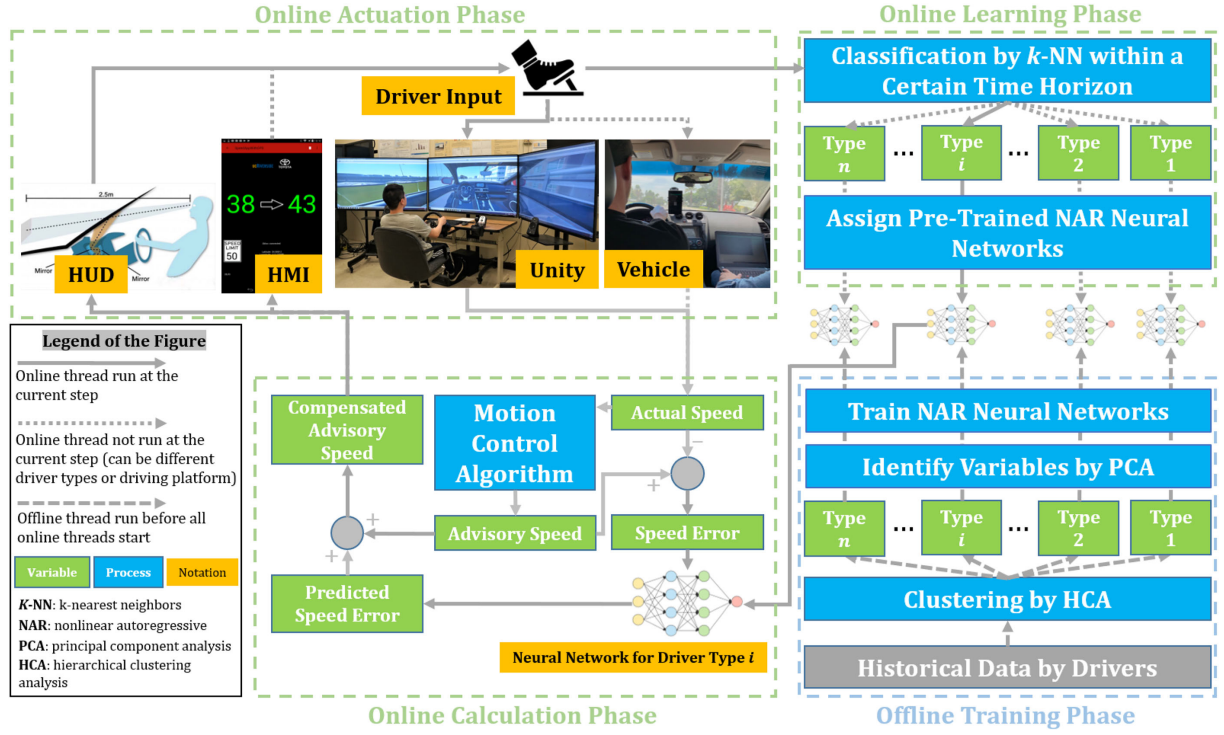 Online Actuation Phase
Driver Input
2.5m
Mirror
Mirror
HUD
TOYOTA
38 ⇨ 43
SPEED
LIMIT
50
HMI
Unity
Vehicle
Online Learning Phase
Classification by k-NN within a
Certain Time Horizon
Type
n
...
Type
i
...
Type
2
Type
1
Assign Pre-Trained NAR Neural
Networks
Legend of the Figure
Online thread run at the
current step
Online thread not run at the
current step (can be different
driver types or driving platform)
Offline thread run before all
online threads start
Variable
Process
Notation
K-NN: k-nearest neighbors
NAR: nonlinear autoregressive
PCA: principal component analysis
HCA: hierarchical clustering
analysis
Compensated
Advisory
Speed
Motion
Control
Algorithm
Actual Speed
−
+
+
+
Advisory Speed
Speed Error
Predicted
Speed Error
Neural Network for Driver Type i
Online Calculation Phase
Train NAR Neural Networks
Identify Variables by PCA
Type
n
...
Type
i
...
Type
2
Type
1
Clustering by HCA
Historical Data by Drivers
Offline Training Phase